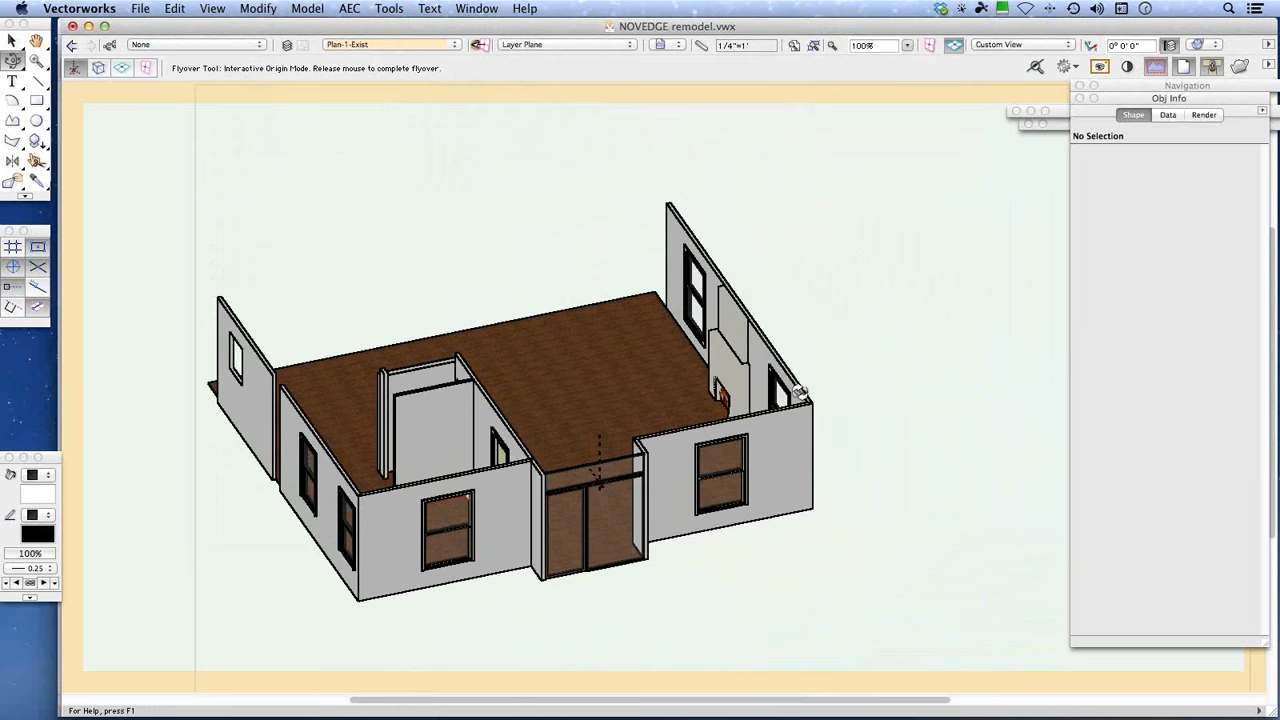 Vectorworks File Edit View Modify Model AEC Tools Text Window Help
NOVEDGE remodel.vwx
None Plan-1-Exist Layer Plane 1/4"=1' 100% Custom View 0° 0' 0"
Flyover Tool: Interactive Origin Mode. Release mouse to complete flyover.
Navigation
Obj Info
Shape Data Render
No Selection
100%
0.25
For Help, press F1